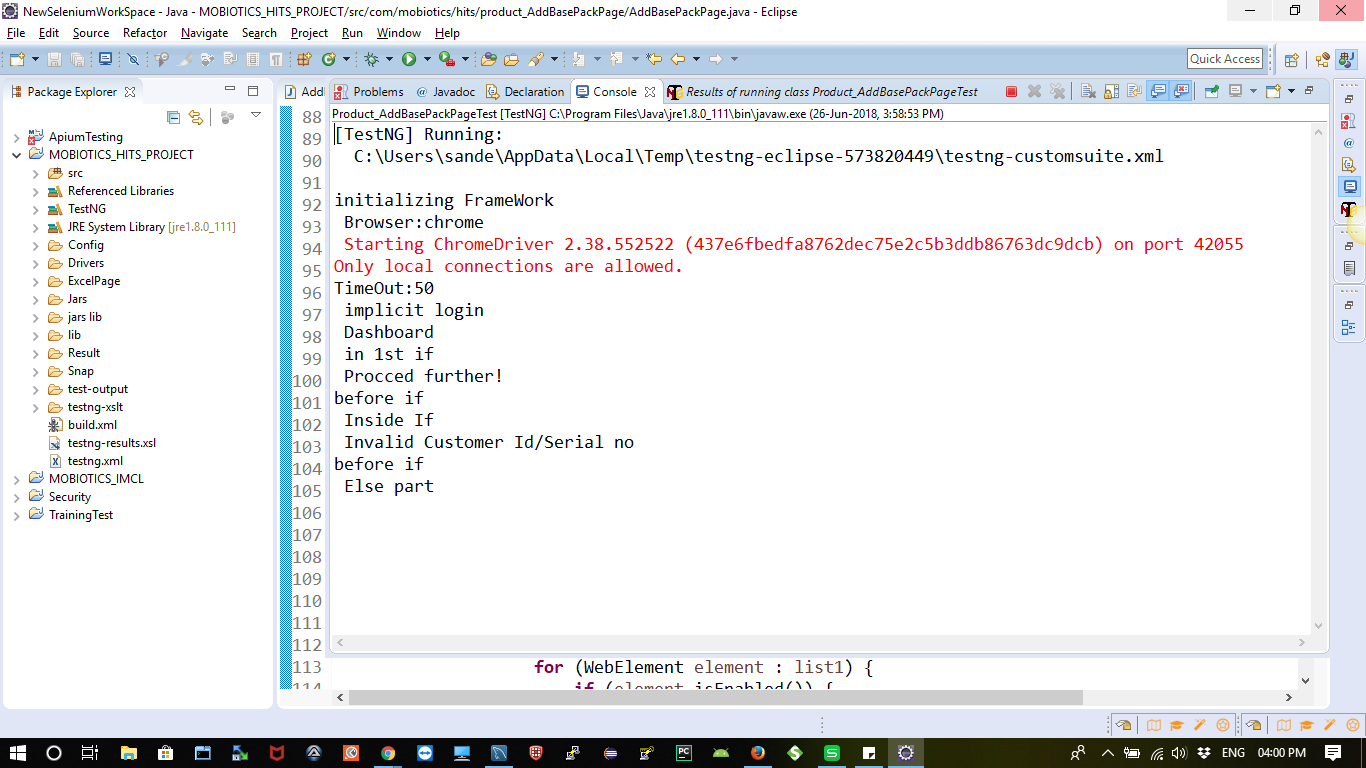 NewSeleniumWorkSpace - Java - MOBIOTICS_HITS_PROJECT/src/com/mobiotics/hits/product_AddBasePackPage/AddBasePackPage.java - Eclipse
File Edit Source Refactor Navigate Search Project Run Window Help
Quick Access
Package Explorer
ApiumTesting
MOBIOTICS_HITS_PROJECT
src
Referenced Libraries
TestNG
JRE System Library [jre1.8.0_111]
Config
Drivers
ExcelPage
Jars
jars lib
lib
Result
Snap
test-output
testng-xslt
build.xml
testng-results.xsl
testng.xml
MOBIOTICS_IMCL
Security
TrainingTest
Problems @ Javadoc Declaration Console Results of running class Product_AddBasePackPageTest
Product_AddBasePackPageTest [TestNG] C:\Program Files\Java\jre1.8.0_111\bin\javaw.exe (26-Jun-2018, 3:58:53 PM)
88
89 [TestNG] Running:
90 C:\Users\sande\AppData\Local\Temp\testng-eclipse-573820449\testng-customsuite.xml
91
92 initializing FrameWork
93 Browser:chrome
94 Starting ChromeDriver 2.38.552522 (437e6fbedfa8762dec75e2c5b3ddb86763dc9dcb) on port 42055
95 Only local connections are allowed.
96 TimeOut:50
97 implicit login
98 Dashboard
99 in 1st if
100 Procced further!
101 before if
102 Inside If
103 Invalid Customer Id/Serial no
104 before if
105 Else part
106
107
108
109
110
111
112
113 for (WebElement element : list1) {
114 if (element.isEnabled()) {
ENG 04:00 PM